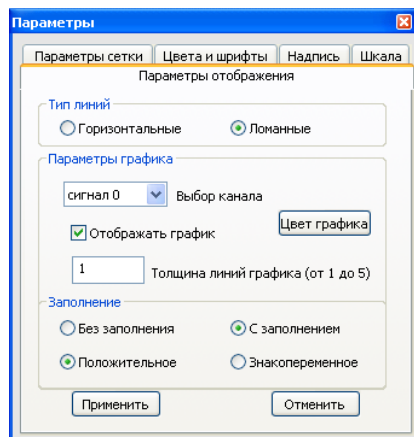 Параметры
Параметры сетки Цвета и шрифты Надпись Шкала
Параметры отображения
Тип линий
Горизонтальные Ломанные
Параметры графика
сигнал 0 Выбор канала
Отображать график Цвет графика
1 Толщина линий графика (от 1 до 5)
Заполнение
Без заполнения С заполнением
Положительное Знакопеременное
Применить Отменить